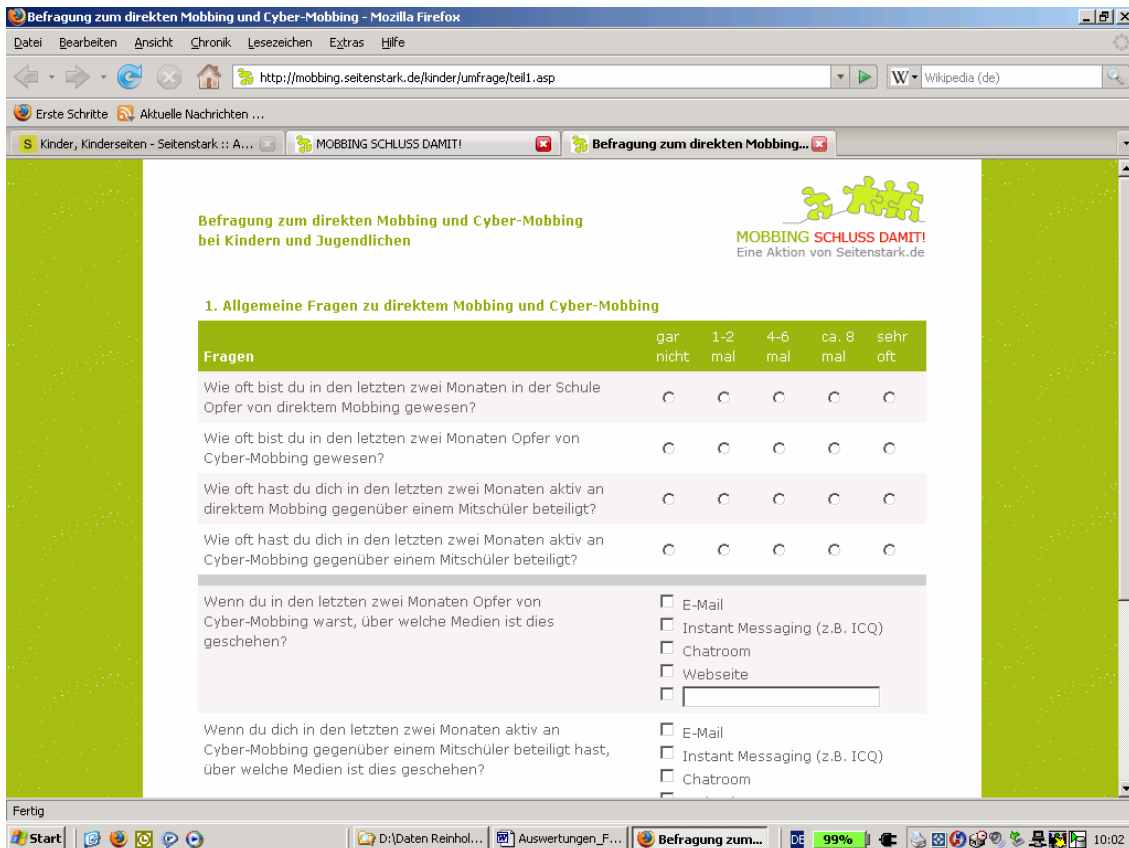 Befragung zum direkten Mobbing und Cyber-Mobbing - Mozilla Firefox
Datei Bearbeiten Ansicht Chronik Lesezeichen Extras Hilfe
http://mobbing.seitenstark.de/kinder/umfrage/teil1.asp
W Wikipedia (de)
Erste Schritte Aktuelle Nachrichten ...
S Kinder, Kinderseiten - Seitenstark :: A...
MOBBING SCHLUSS DAMIT!
Befragung zum direkten Mobbing...
Befragung zum direkten Mobbing und Cyber-Mobbing
bei Kindern und Jugendlichen
MOBBING SCHLUSS DAMIT!
Eine Aktion von Seitenstark.de
1. Allgemeine Fragen zu direktem Mobbing und Cyber-Mobbing
gar 1-2 4-6 ca. 8 sehr
Fragen nicht mal mal mal oft
Wie oft bist du in den letzten zwei Monaten in der Schule
Opfer von direktem Mobbing gewesen?
Wie oft bist du in den letzten zwei Monaten Opfer von
Cyber-Mobbing gewesen?
Wie oft hast du dich in den letzten zwei Monaten aktiv an
direktem Mobbing gegenüber einem Mitschüler beteiligt?
Wie oft hast du dich in den letzten zwei Monaten aktiv an
Cyber-Mobbing gegenüber einem Mitschüler beteiligt?
Wenn du in den letzten zwei Monaten Opfer von
Cyber-Mobbing warst, über welche Medien ist dies
geschehen?
E-Mail
Instant Messaging (z.B. ICQ)
Chatroom
Webseite
Wenn du dich in den letzten zwei Monaten aktiv an
Cyber-Mobbing gegenüber einem Mitschüler beteiligt hast,
über welche Medien ist dies geschehen?
E-Mail
Instant Messaging (z.B. ICQ)
Chatroom
Fertig
Start
D:\Daten Reinhol...
Auswertungen_F...
Befragung zum...
DE
99%
10:02